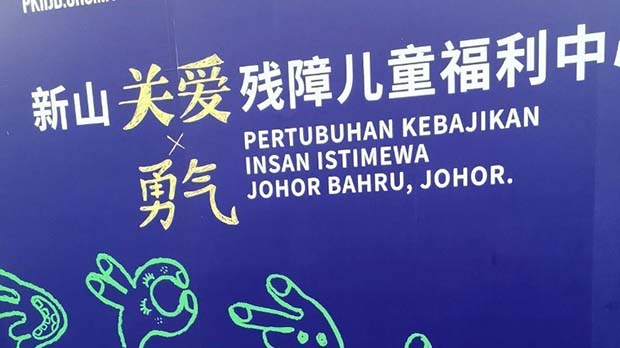 新山关爱残障儿童福利中
×
勇气
PERTUBUHAN KEBAJIKAN
INSAN ISTIMEWA
JOHOR BAHRU, JOHOR.